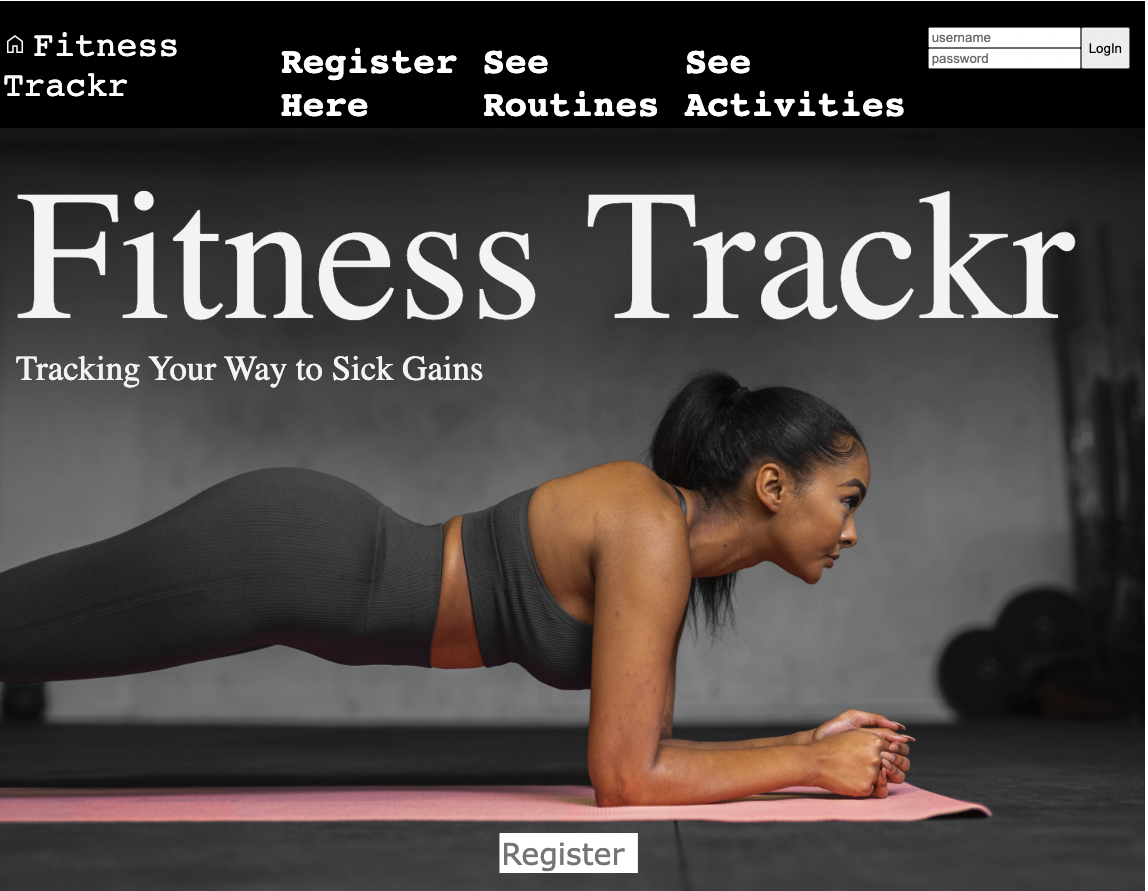 Fitness
Trackr
Register
Here
See
Routines
See
Activities
username
password
LogIn
Fitness Trackr
Tracking Your Way to Sick Gains
Register